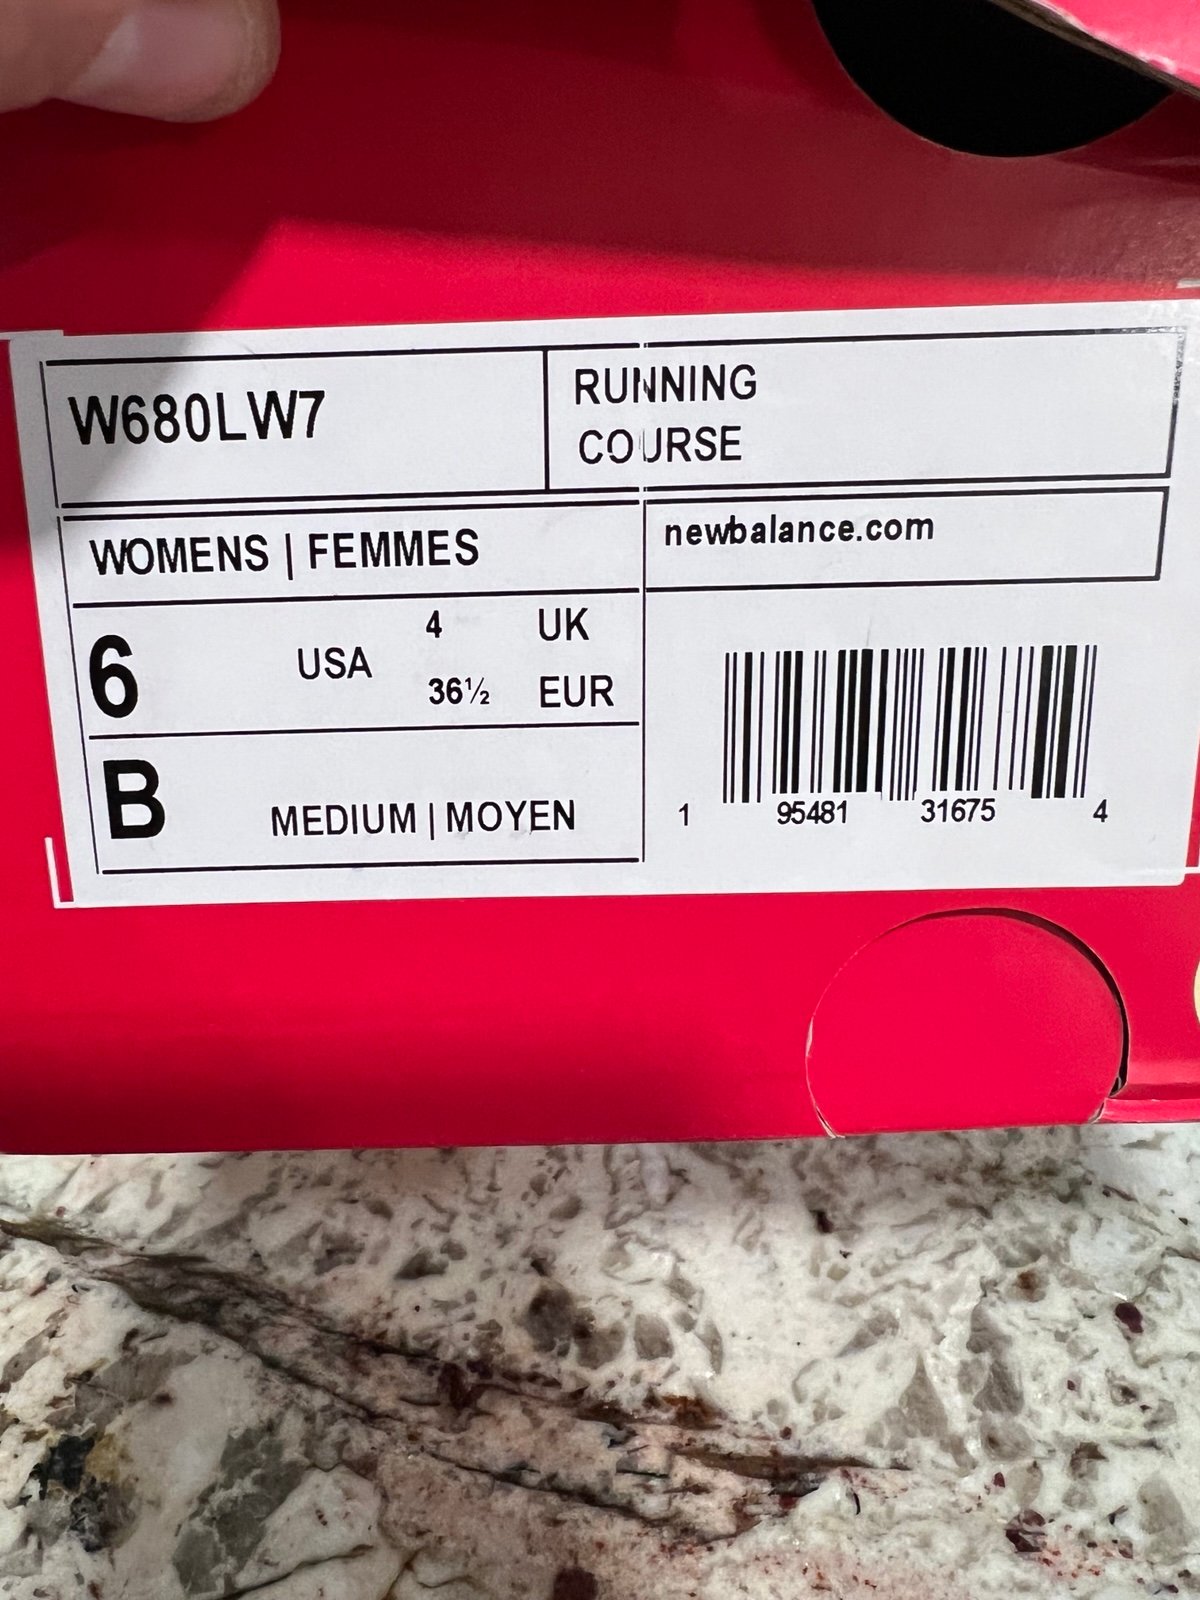 W680LW7
RUNNING
COURSE
WOMENS | FEMMES
newbalance.com
6 USA 4 UK
36½ EUR
B MEDIUM | MOYEN
1 95481 31675 4